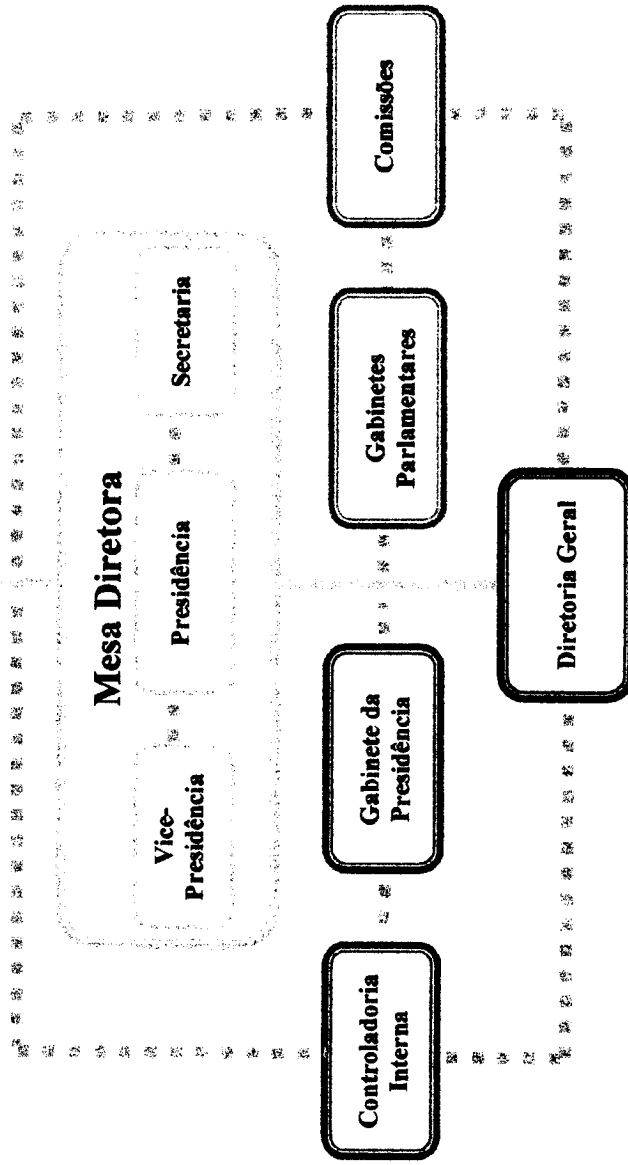 Mesa Diretora
Vice-
Presidência
Presidência
Secretaria
Controladoria
Interna
Gabinete da
Presidência
Gabinetes
Parlamentares
Comissões
Diretoria Geral